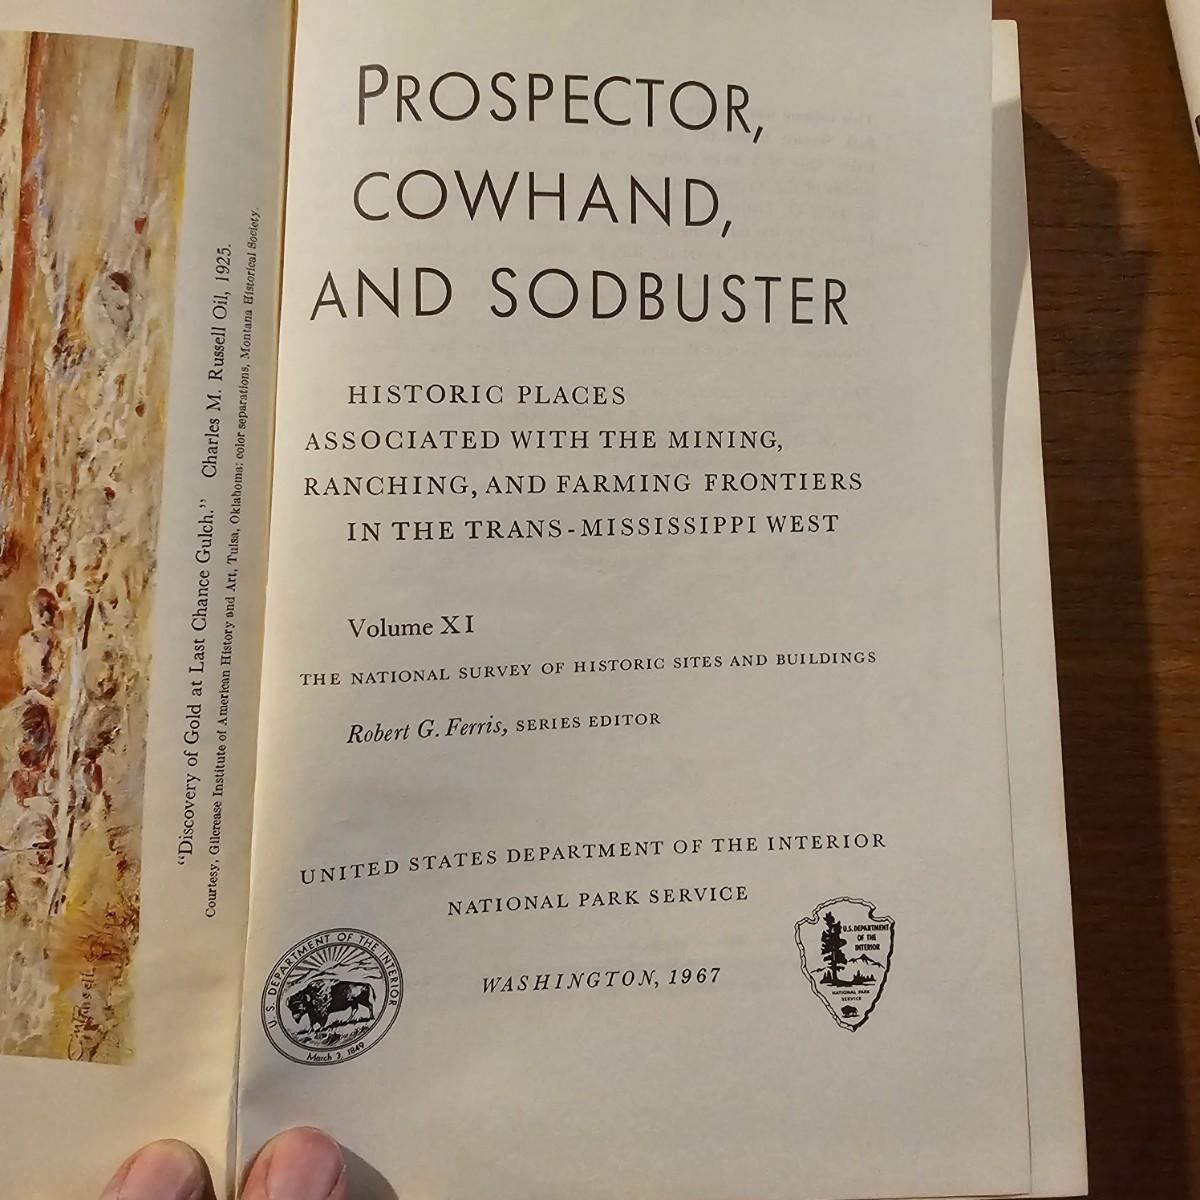 "Discovery of Gold at Last Chance Gulch." Charles M. Russell Oil, 1925.
Courtesy, Gilcrease Institute of American History and Art, Tulsa, Oklahoma; color separations, Montana Historical Society.
PROSPECTOR,
COWHAND,
AND SODBUSTER
HISTORIC PLACES
ASSOCIATED WITH THE MINING,
RANCHING, AND FARMING FRONTIERS
IN THE TRANS-MISSISSIPPI WEST
Volume XI
THE NATIONAL SURVEY OF HISTORIC SITES AND BUILDINGS
Robert G. Ferris, SERIES EDITOR
UNITED STATES DEPARTMENT OF THE INTERIOR
NATIONAL PARK SERVICE
WASHINGTON, 1967
U. S. DEPARTMENT OF THE INTERIOR
March 3, 1849
U.S. DEPARTMENT
OF THE
INTERIOR
NATIONAL PARK
SERVICE